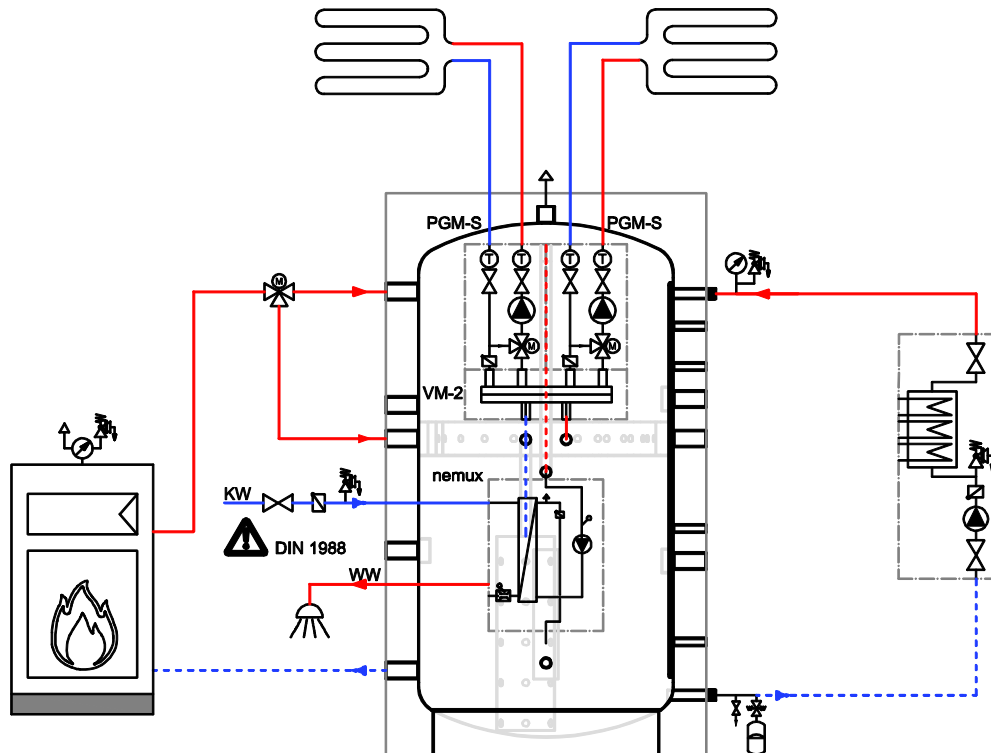 PGM-S PGM-S
T T T T
M
M M
VM-2
nemux
KW
DIN 1988
WW